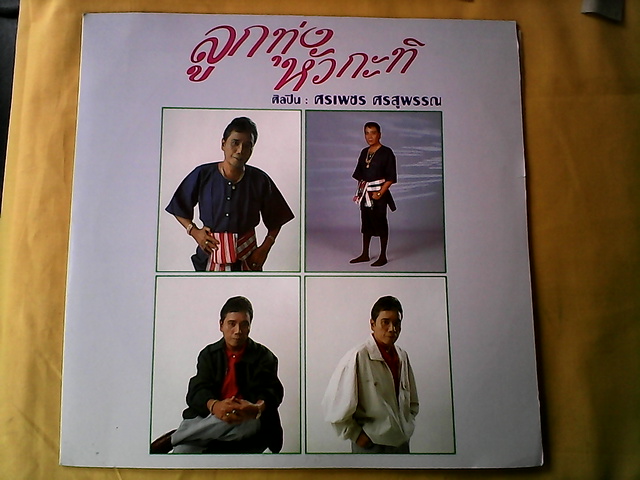 ลูกทุ่ง
หัวกะทิ
ศิลปิน : ศรเพชร ศรสุพรรณ